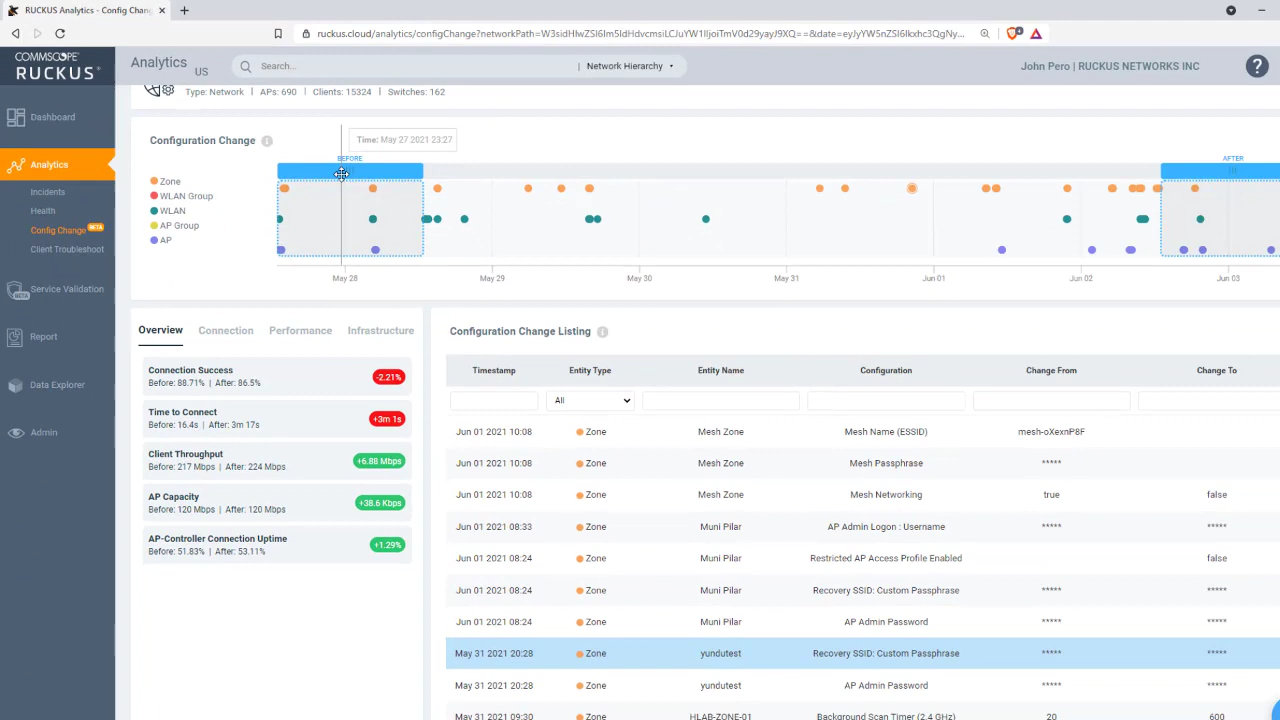 RUCKUS Analytics - Config Chang
ruckus.cloud/analytics/configChange?networkPath=W3sidHlwZSI6Im5ldHdvcmsiLCJuYW1lIjoiTmV0d29yayJ9XQ==&date=eyJYW5nZSI6Ikxhc3QgNy...
COMMSCOPE
RUCKUS
Analytics
US
Search...
Network Hierarchy
John Pero | RUCKUS NETWORKS INC
?
Dashboard
Analytics
Incidents
Health
Config Change BETA
Client Troubleshoot
Service Validation
BETA
Report
Data Explorer
Admin
Type: Network | APs: 690 | Clients: 15324 | Switches: 162
Configuration Change
Time: May 27 2021 23:27
BEFORE
AFTER
Zone
WLAN Group
WLAN
AP Group
AP
May 28 May 29 May 30 May 31 Jun 01 Jun 02 Jun 03
Overview Connection Performance Infrastructure
Connection Success
Before: 88.71% | After: 86.5%
-2.21%
Time to Connect
Before: 16.4s | After: 3m 17s
+3m 1s
Client Throughput
Before: 217 Mbps | After: 224 Mbps
+6.88 Mbps
AP Capacity
Before: 120 Mbps | After: 120 Mbps
+38.6 Kbps
AP-Controller Connection Uptime
Before: 51.83% | After: 53.11%
+1.29%
Configuration Change Listing
Timestamp Entity Type Entity Name Configuration Change From Change To
All
Jun 01 2021 10:08 Zone Mesh Zone Mesh Name (ESSID) mesh-oXexnP8F
Jun 01 2021 10:08 Zone Mesh Zone Mesh Passphrase *****
Jun 01 2021 10:08 Zone Mesh Zone Mesh Networking true false
Jun 01 2021 08:33 Zone Muni Pilar AP Admin Logon : Username ***** *****
Jun 01 2021 08:24 Zone Muni Pilar Restricted AP Access Profile Enabled false
Jun 01 2021 08:24 Zone Muni Pilar Recovery SSID: Custom Passphrase ***** *****
Jun 01 2021 08:24 Zone Muni Pilar AP Admin Password ***** *****
May 31 2021 20:28 Zone yundutest Recovery SSID: Custom Passphrase ***** *****
May 31 2021 20:28 Zone yundutest AP Admin Password ***** *****
May 31 2021 09:30 Zone HLAB-ZONE-01 Background Scan Timer (2.4 GHz) 20 600